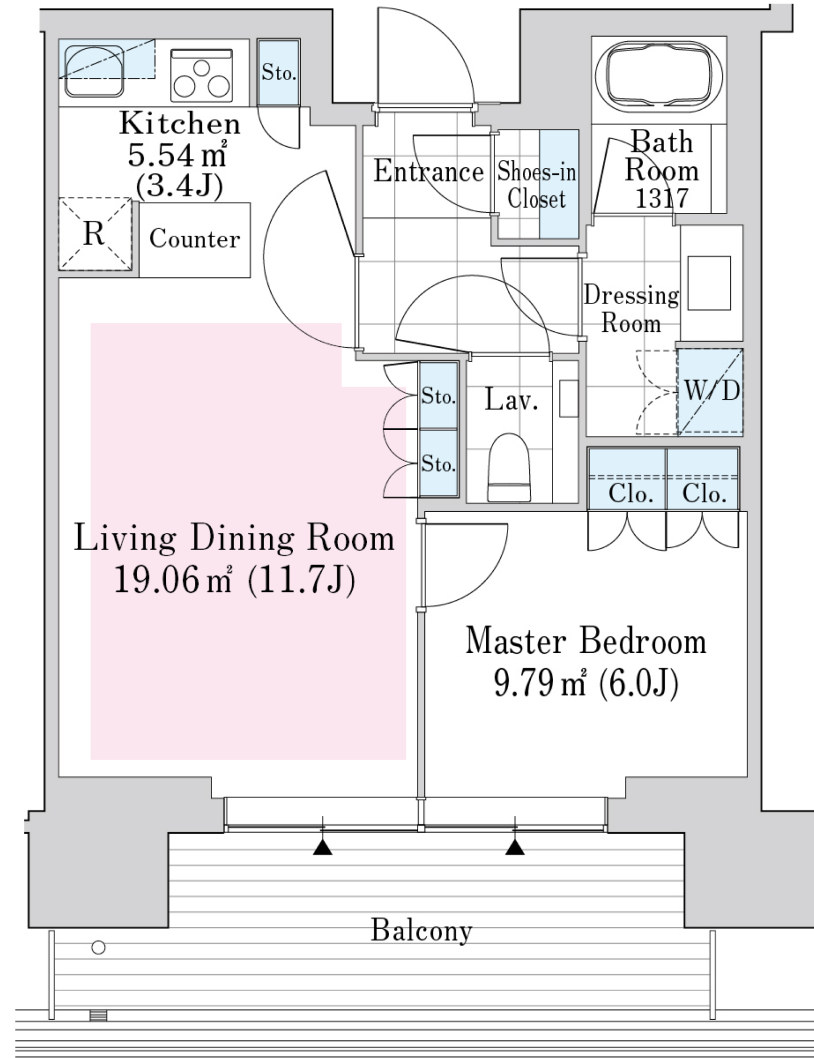 Sto.
Kitchen
5.54㎡
(3.4J)
R
Counter
Entrance
Shoes-in
Closet
Bath
Room
1317
Dressing
Room
W/D
Sto.
Sto.
Lav.
Clo.
Clo.
Living Dining Room
19.06㎡ (11.7J)
Master Bedroom
9.79㎡ (6.0J)
Balcony